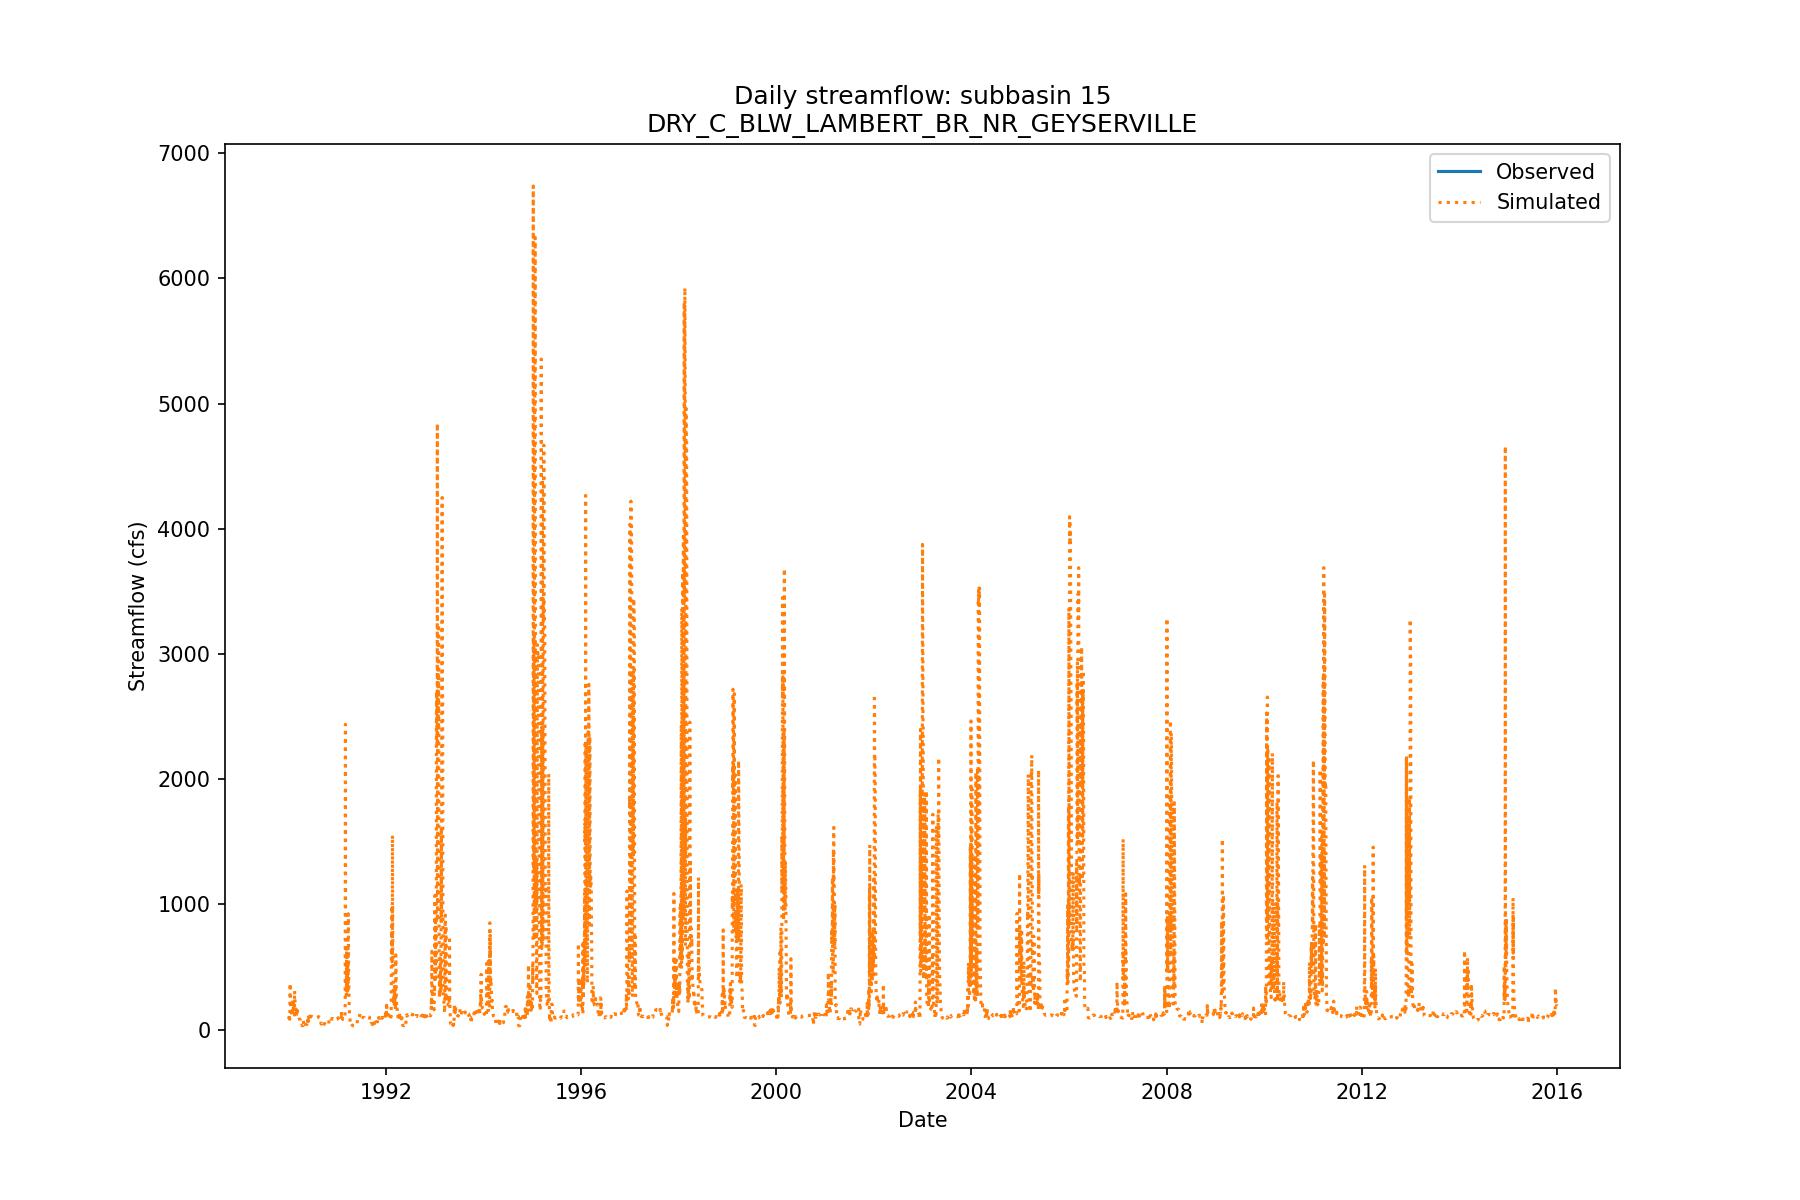 Daily streamflow: subbasin 15
DRY_C_BLW_LAMBERT_BR_NR_GEYSERVILLE
Observed
Simulated
7000
6000
5000
4000
3000
2000
1000
0
Streamflow (cfs)
1992 1996 2000 2004 2008 2012 2016
Date